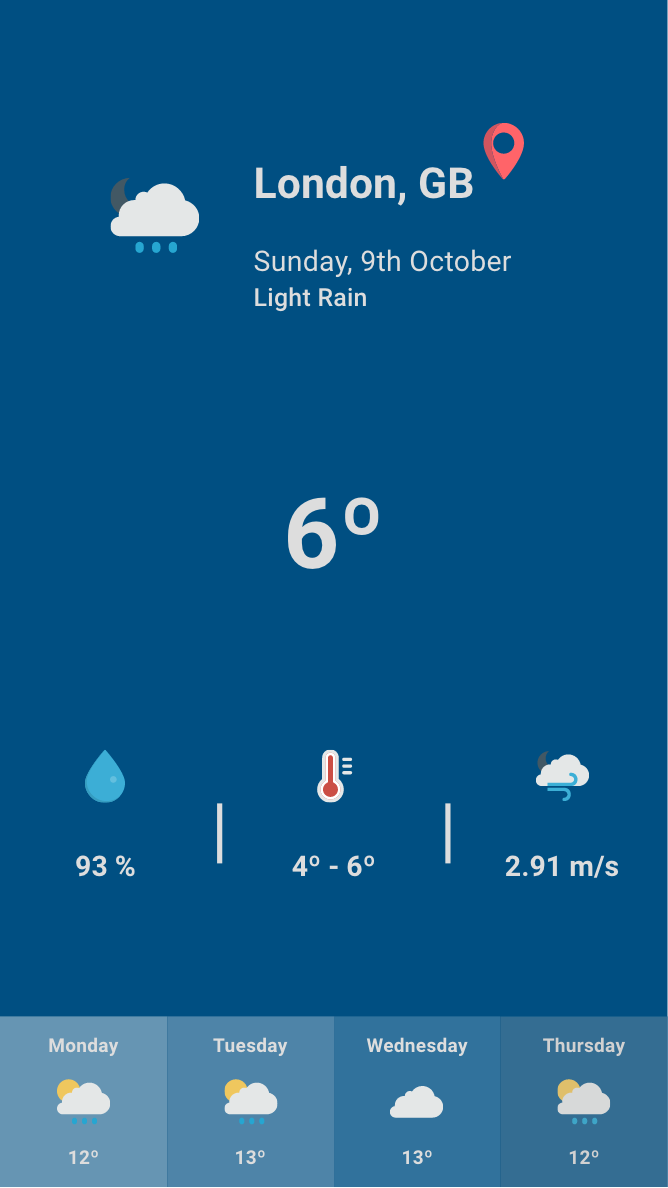 London, GB
Sunday, 9th October
Light Rain
6º
93 %
4º - 6º
2.91 m/s
Monday
Tuesday
Wednesday
Thursday
12º
13º
13º
12º